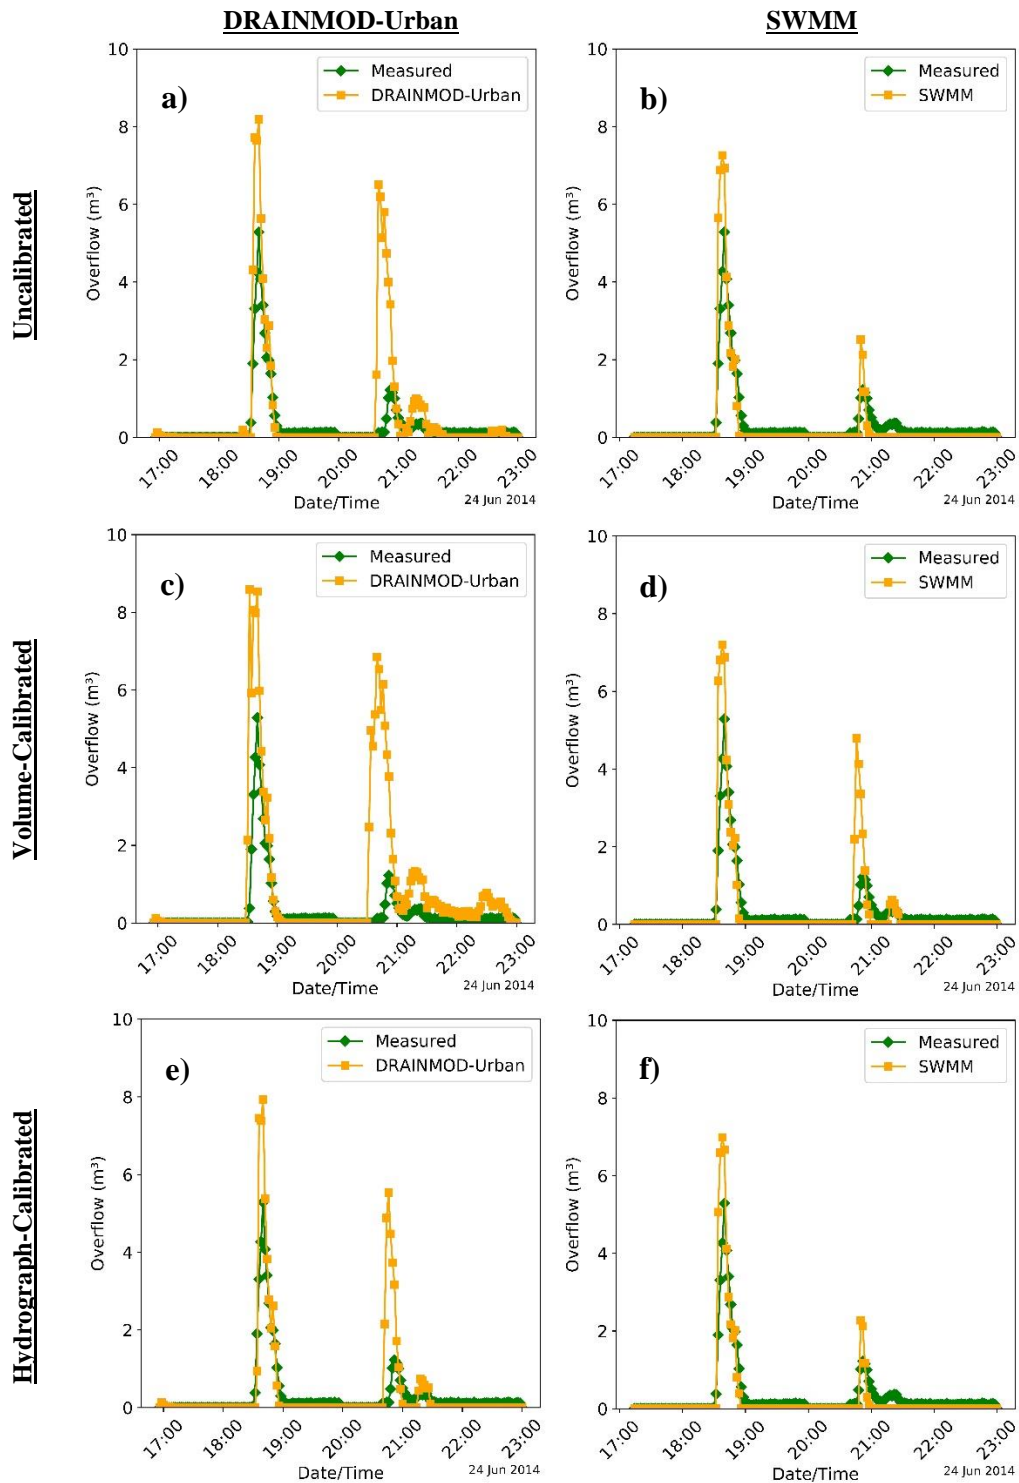 DRAINMOD-Urban
SWMM
Uncalibrated
a)
Measured
DRAINMOD-Urban
Overflow (m³)
10
8
6
4
2
0
17:00
18:00
19:00
20:00
21:00
22:00
23:00
Date/Time
24 Jun 2014
b)
Measured
SWMM
Overflow (m³)
10
8
6
4
2
0
17:00
18:00
19:00
20:00
21:00
22:00
23:00
Date/Time
24 Jun 2014
Volume-Calibrated
c)
Measured
DRAINMOD-Urban
Overflow (m³)
10
8
6
4
2
0
17:00
18:00
19:00
20:00
21:00
22:00
23:00
Date/Time
24 Jun 2014
d)
Measured
SWMM
Overflow (m³)
10
8
6
4
2
0
17:00
18:00
19:00
20:00
21:00
22:00
23:00
Date/Time
24 Jun 2014
Hydrograph-Calibrated
e)
Measured
DRAINMOD-Urban
Overflow (m³)
10
8
6
4
2
0
17:00
18:00
19:00
20:00
21:00
22:00
23:00
Date/Time
24 Jun 2014
f)
Measured
SWMM
Overflow (m³)
10
8
6
4
2
0
17:00
18:00
19:00
20:00
21:00
22:00
23:00
Date/Time
24 Jun 2014